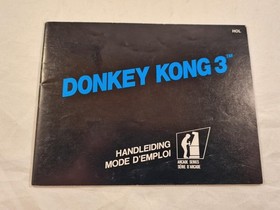 DONKEY KONG 3™
HANDLEIDING
MODE D'EMPLOI
ARCADE SERIES
SÉRIE D'ARCADE